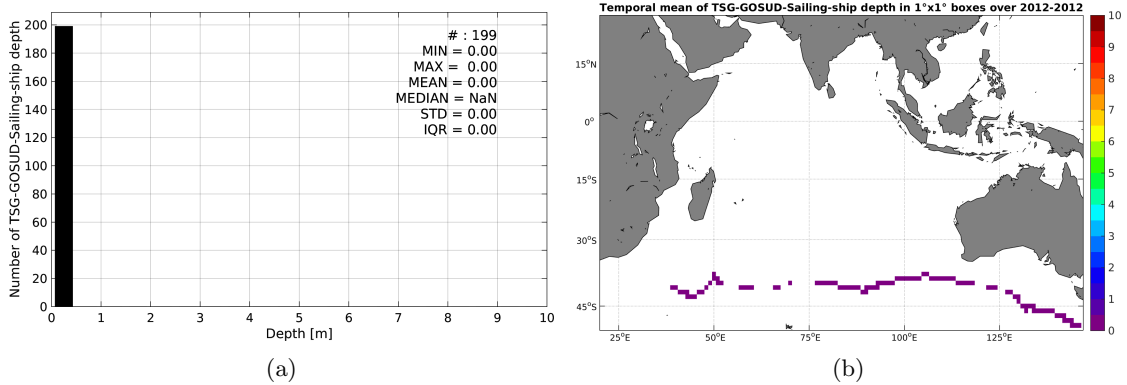 200
180
160
140
120
100
80
60
40
20
0
Number of TSG-GOSUD-Sailing-ship depth
# : 199
MIN = 0.00
MAX = 0.00
MEAN = 0.00
MEDIAN = NaN
STD = 0.00
IQR = 0.00
0 1 2 3 4 5 6 7 8 9 10
Depth [m]
(a)
Temporal mean of TSG-GOSUD-Sailing-ship depth in 1°x1° boxes over 2012-2012
15°N
0°
15°S
30°S
45°S
25°E 50°E 75°E 100°E 125°E
10
9
8
7
6
5
4
3
2
1
0
(b)